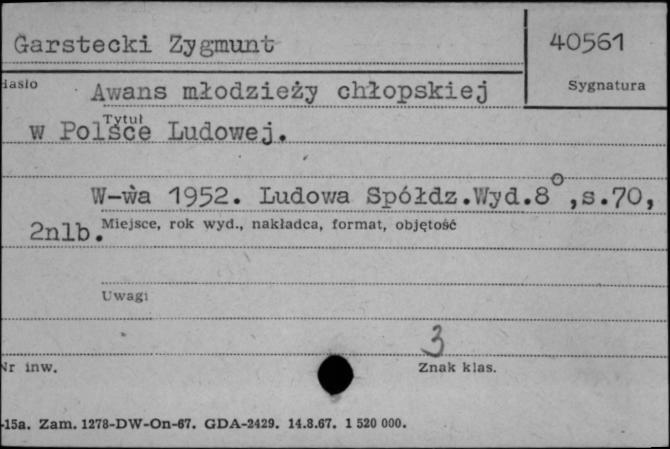 Garstecki Zygmunt
40561
Hasło
Sygnatura
Awans młodzieży chłopskiej
Tytuł
w Polsce Ludowej.
W-wa 1952. Ludowa Spółdz.Wyd.8°,s.70,
2nlb.
Miejsce, rok wyd., nakładca, format, objętość
Uwagi
3
Nr inw.
Znak klas.
-15a. Zam. 1278-DW-On-67. GDA-2429. 14.8.67. 1 520 000.